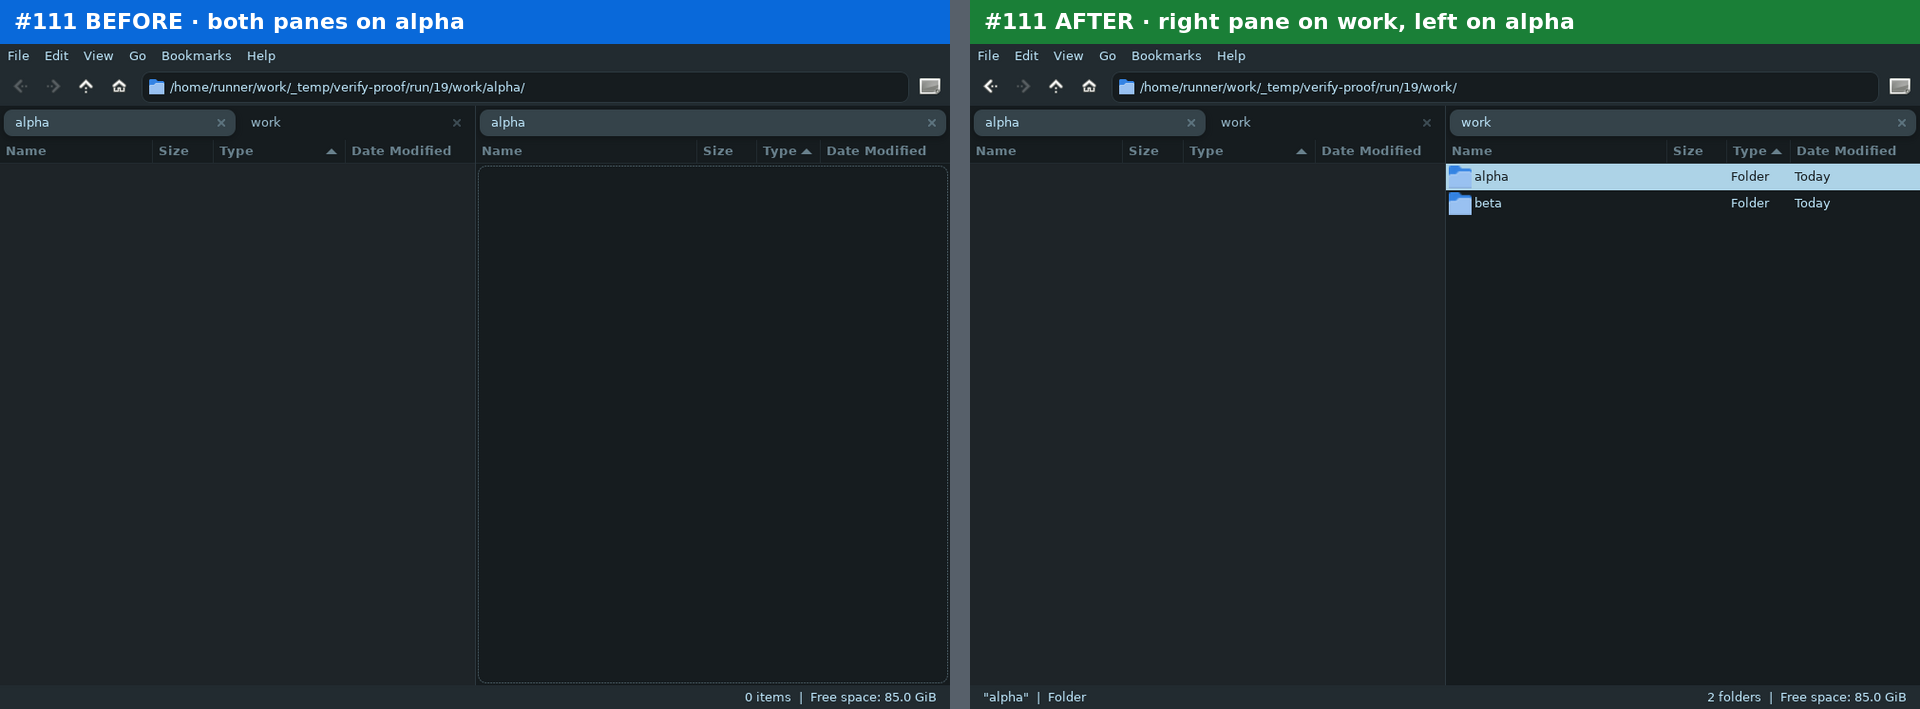 #111 BEFORE · both panes on alpha
File Edit View Go Bookmarks Help
/home/runner/work/_temp/verify-proof/run/19/work/alpha/
alpha work alpha
Name Size Type Date Modified Name Size Type Date Modified
0 items | Free space: 85.0 GiB
#111 AFTER · right pane on work, left on alpha
File Edit View Go Bookmarks Help
/home/runner/work/_temp/verify-proof/run/19/work/
alpha work work
Name Size Type Date Modified Name Size Type Date Modified
alpha Folder Today
beta Folder Today
"alpha" | Folder 2 folders | Free space: 85.0 GiB